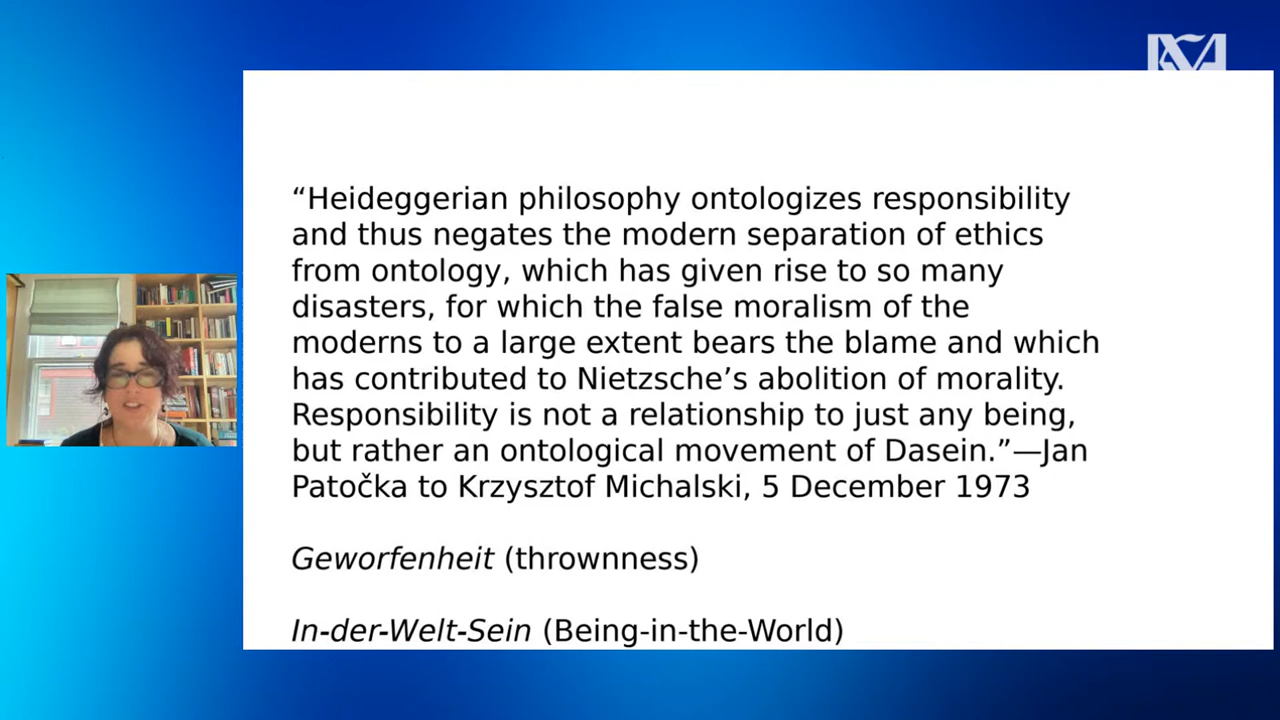 “Heideggerian philosophy ontologizes responsibility
and thus negates the modern separation of ethics
from ontology, which has given rise to so many
disasters, for which the false moralism of the
moderns to a large extent bears the blame and which
has contributed to Nietzsche’s abolition of morality.
Responsibility is not a relationship to just any being,
but rather an ontological movement of Dasein.”—Jan
Patočka to Krzysztof Michalski, 5 December 1973
Geworfenheit (thrownness)
In-der-Welt-Sein (Being-in-the-World)